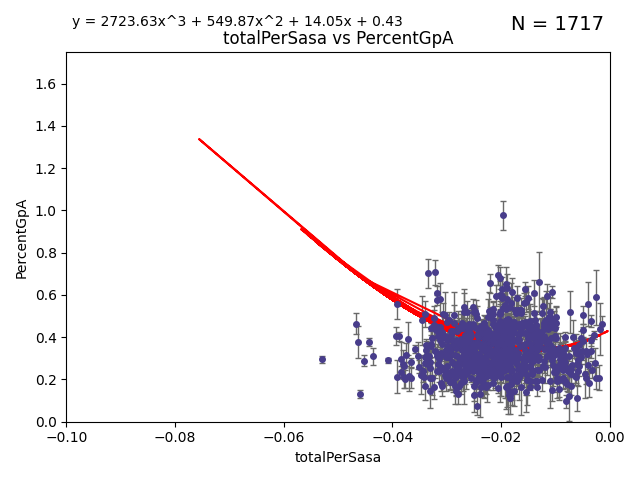 y = 2723.63x^3 + 549.87x^2 + 14.05x + 0.43
N = 1717
totalPerSasa vs PercentGpA
1.6
1.4
1.2
1.0
0.8
0.6
0.4
0.2
0.0
PercentGpA
−0.10 −0.08 −0.06 −0.04 −0.02 0.00
totalPerSasa